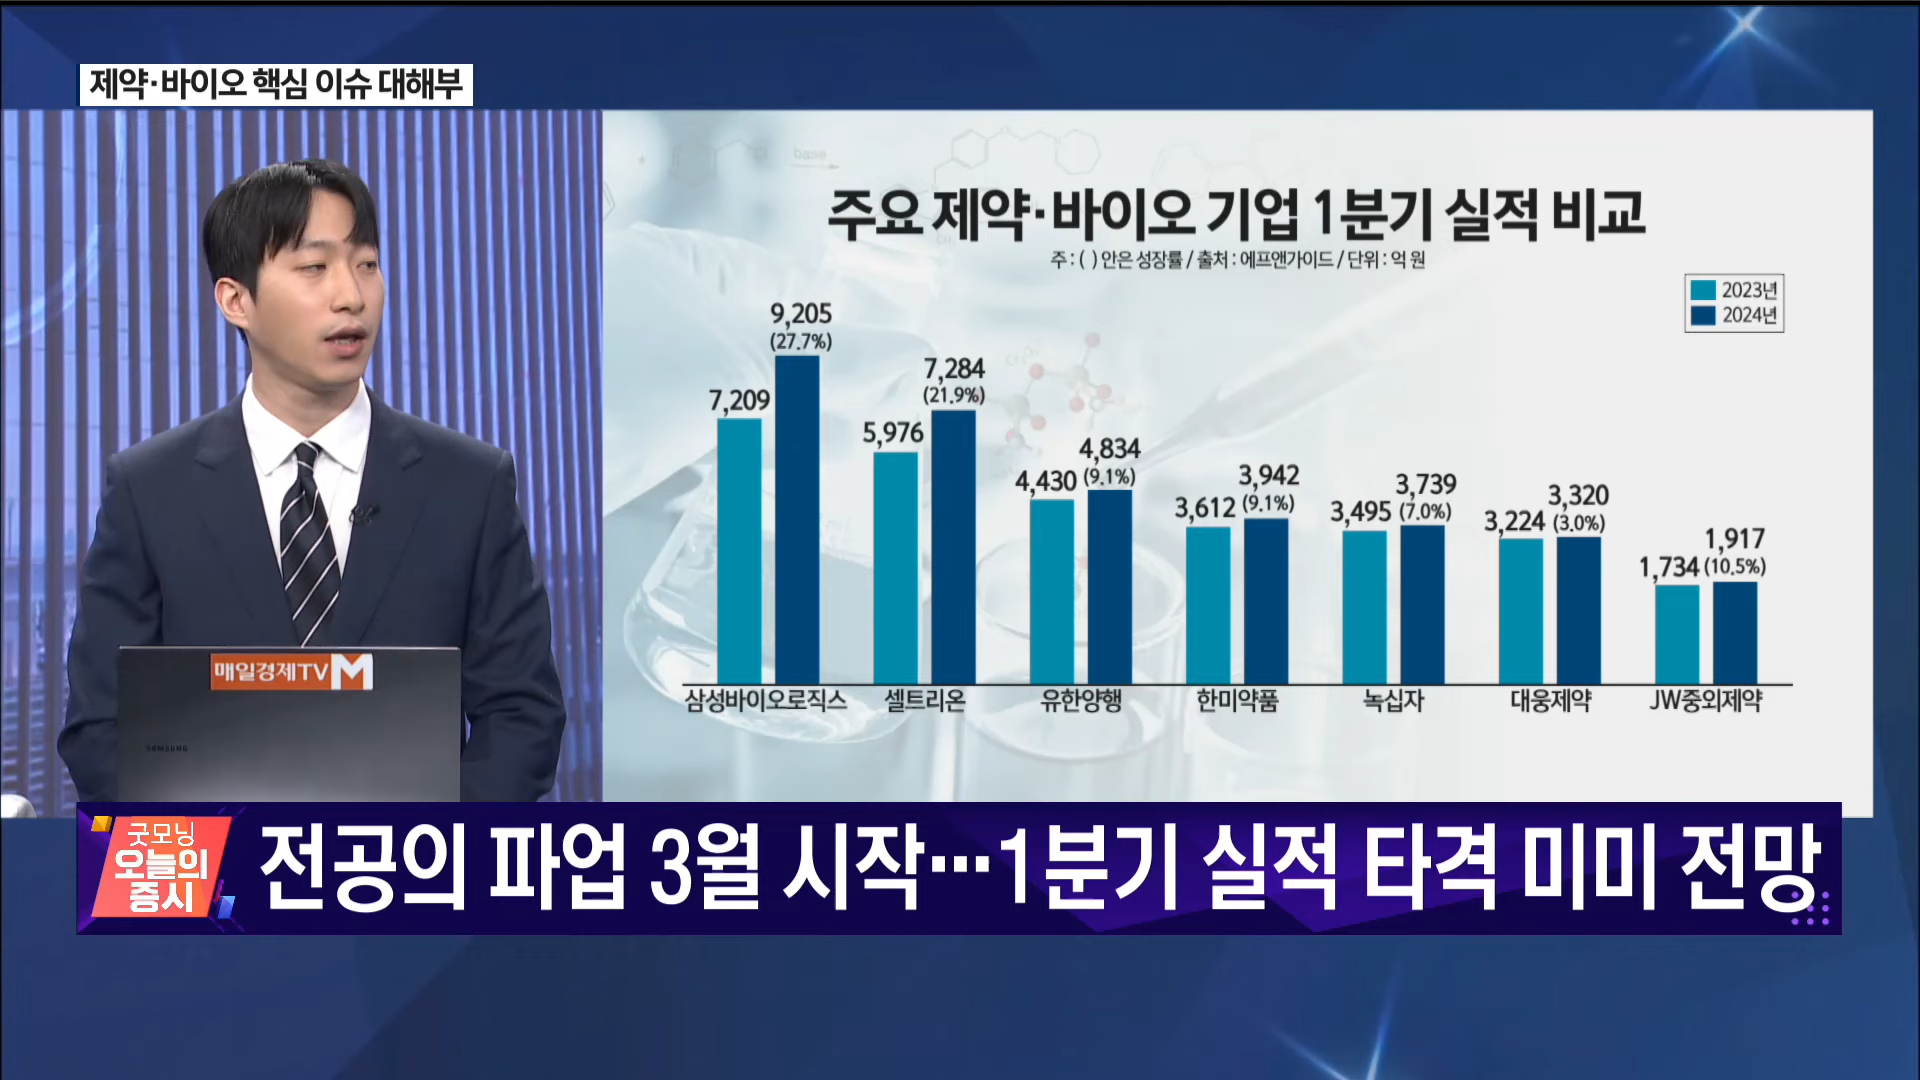 제약·바이오 핵심 이슈 대해부
base
주요 제약·바이오 기업 1분기 실적 비교
주 : ( ) 안은 성장률 / 출처 : 에프앤가이드 / 단위 : 억 원
2023년
2024년
7,209
9,205
(27.7%)
5,976
7,284
(21.9%)
4,430
4,834
(9.1%)
3,612
3,942
(9.1%)
3,495
3,739
(7.0%)
3,224
3,320
(3.0%)
1,734
1,917
(10.5%)
삼성바이오로직스
셀트리온
유한양행
한미약품
녹십자
대웅제약
JW중외제약
매일경제TV M
SAMSUNG
굿모닝
오늘의
증시
전공의 파업 3월 시작…1분기 실적 타격 미미 전망